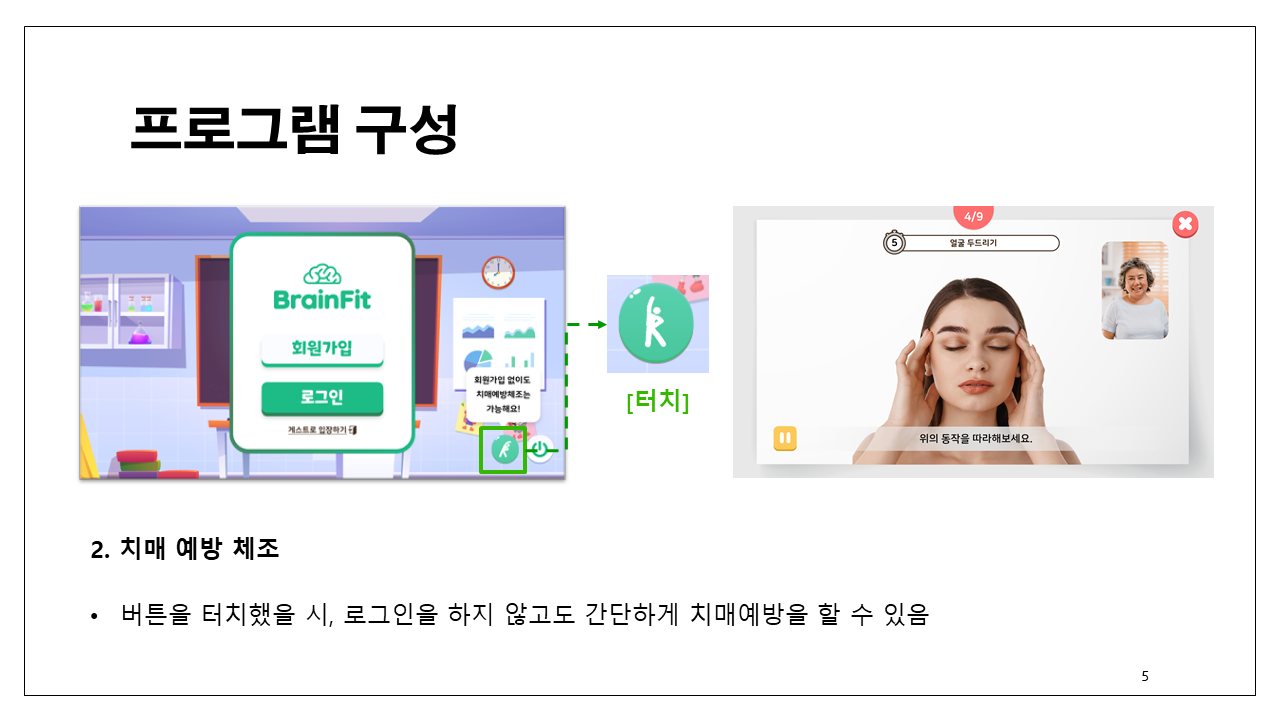 프로그램 구성
BrainFit
회원가입
로그인
게스트로 입장하기
회원가입 없이도
치매예방체조는
가능해요!
[터치]
4/9
5
얼굴 두드리기
위의 동작을 따라해보세요.
2. 치매 예방 체조
• 버튼을 터치했을 시, 로그인을 하지 않고도 간단하게 치매예방을 할 수 있음
5